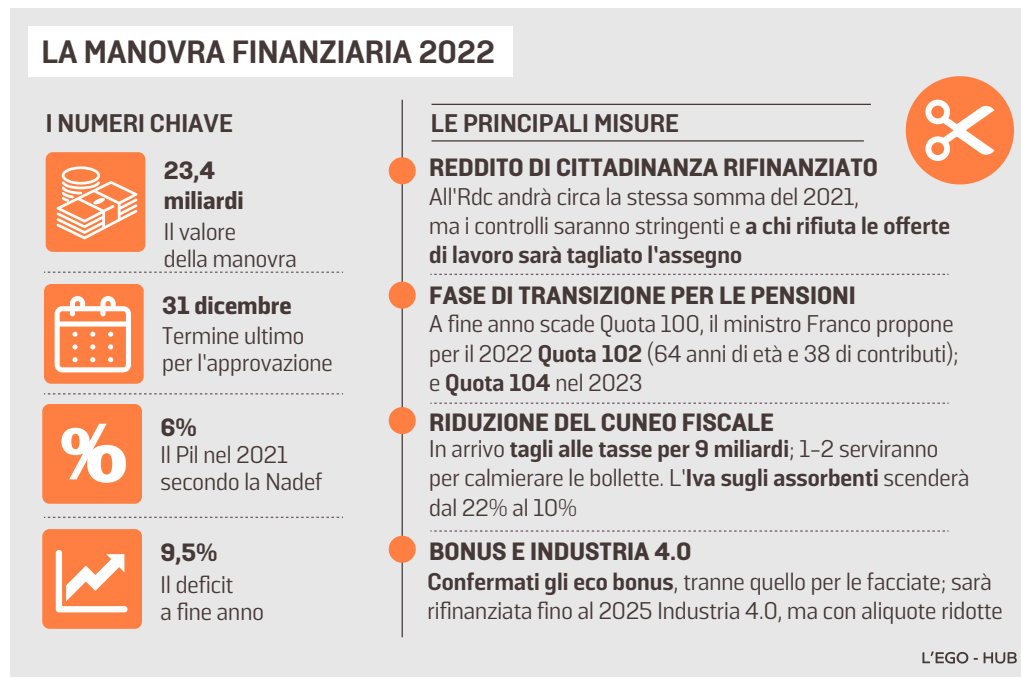 LA MANOVRA FINANZIARIA 2022
I NUMERI CHIAVE
23,4
miliardi
Il valore
della manovra
31 dicembre
Termine ultimo
per l'approvazione
%
6%
Il Pil nel 2021
secondo la Nadef
9,5%
Il deficit
a fine anno
LE PRINCIPALI MISURE
REDDITO DI CITTADINANZA RIFINANZIATO
All'Rdc andrà circa la stessa somma del 2021,
ma i controlli saranno stringenti e a chi rifiuta le offerte
di lavoro sarà tagliato l'assegno
FASE DI TRANSIZIONE PER LE PENSIONI
A fine anno scade Quota 100, il ministro Franco propone
per il 2022 Quota 102 (64 anni di età e 38 di contributi);
e Quota 104 nel 2023
RIDUZIONE DEL CUNEO FISCALE
In arrivo tagli alle tasse per 9 miliardi; 1-2 serviranno
per calmierare le bollette. L'Iva sugli assorbenti scenderà
dal 22% al 10%
BONUS E INDUSTRIA 4.0
Confermati gli eco bonus, tranne quello per le facciate; sarà
rifinanziata fino al 2025 Industria 4.0, ma con aliquote ridotte
L'EGO - HUB